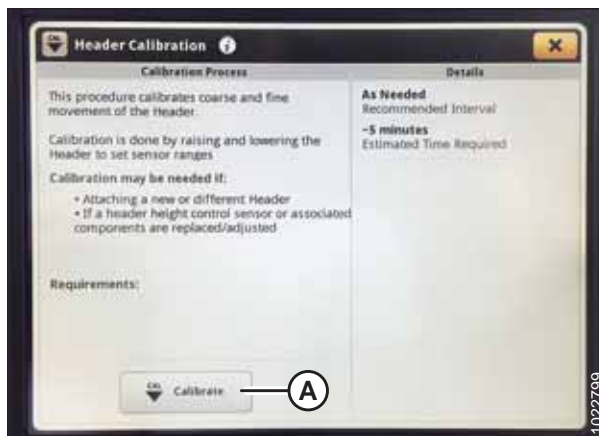 CAL
Header Calibration i
Calibration Process
Details
This procedure calibrates coarse and fine
movement of the Header
Calibration is done by raising and lowering the
Header to set sensor ranges
Calibration may be needed if:
• Attaching a new or different Header
• If a header height control sensor or associated
components are replaced/adjusted
Requirements:
As Needed
Recommended Interval
~5 minutes
Estimated Time Required
CAL
Calibrate
A
1022799